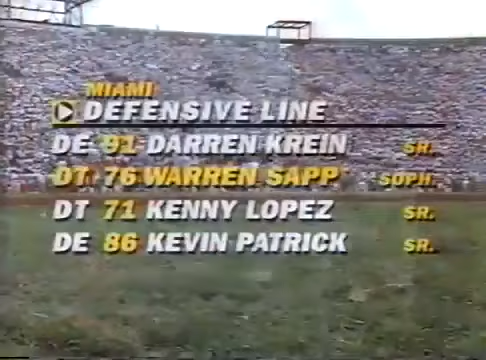 MIAMI
DEFENSIVE LINE
DE 91 DARREN KREIN SR.
DT 76 WARREN SAPP SOPH.
DT 71 KENNY LOPEZ SR.
DE 86 KEVIN PATRICK SR.